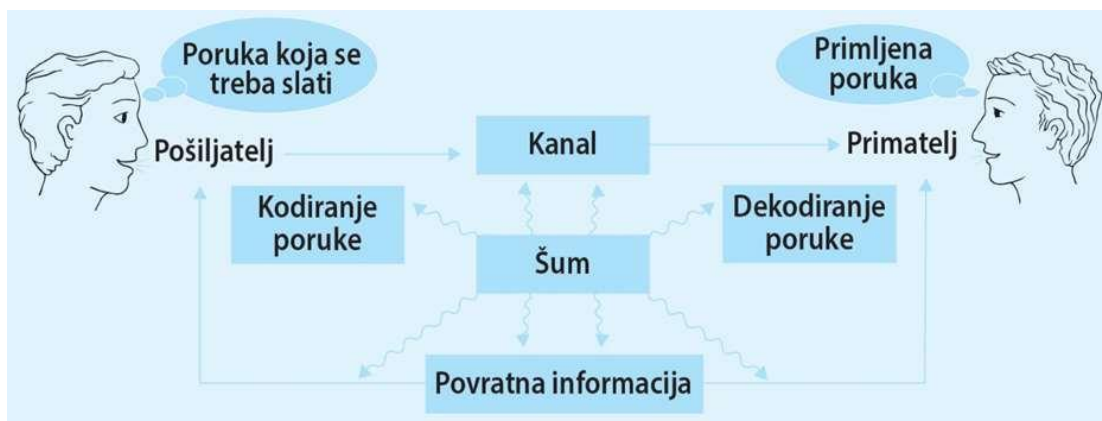 Poruka koja se
treba slati
Primljena
poruka
Pošiljatelj
Kanal
Primatelj
Kodiranje
poruke
Dekodiranje
poruke
Šum
Povratna informacija